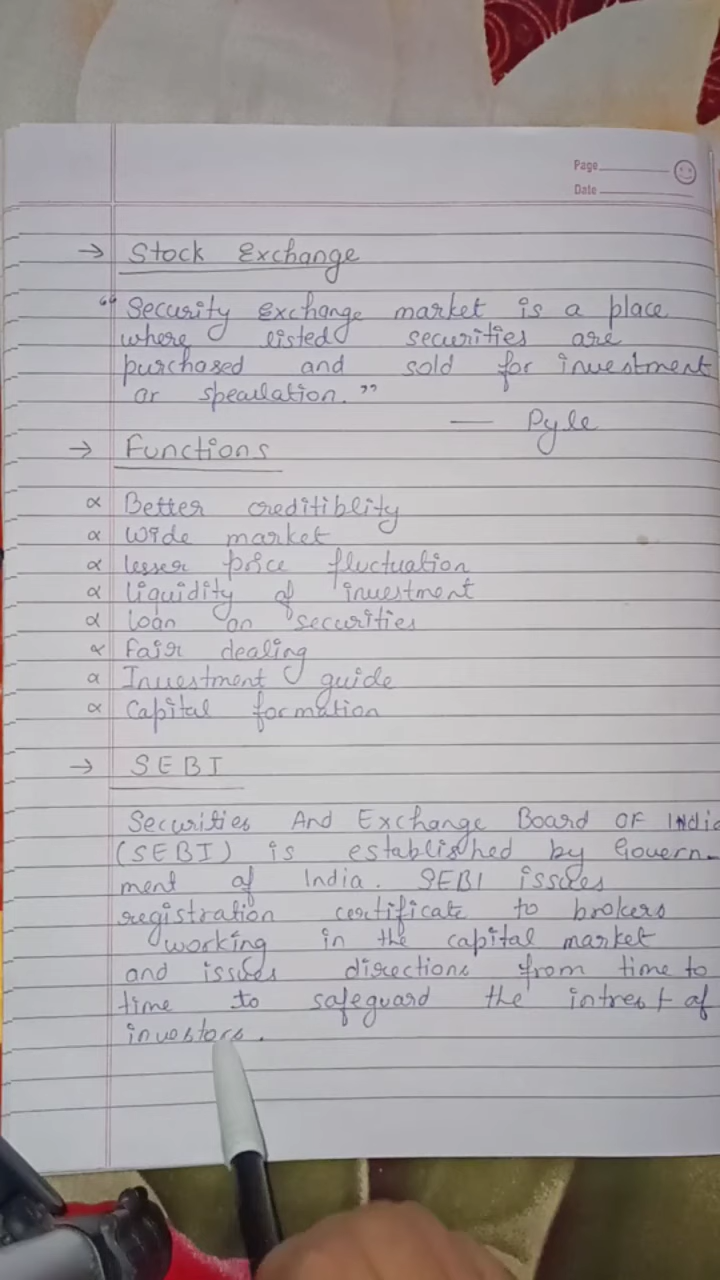 Page
Date
→ Stock Exchange
“ Security Exchange market is a place
where listed securities are
purchased and sold for investment
or speculation. ”
— Pyle
→ Functions
∝ Better creditiblity
∝ Wide market
∝ lesser price fluctuation
∝ liquidity of investment
∝ loan on securities
∝ Fair dealing
∝ Investment guide
∝ Capital formation
→ SEBI
Securities And Exchange Board OF India
(SEBI) is established by Govern-
ment of India. SEBI issues
registration certificate to brokers
working in the capital market
and issues directions from time to
time to safeguard the intrest of
investors.